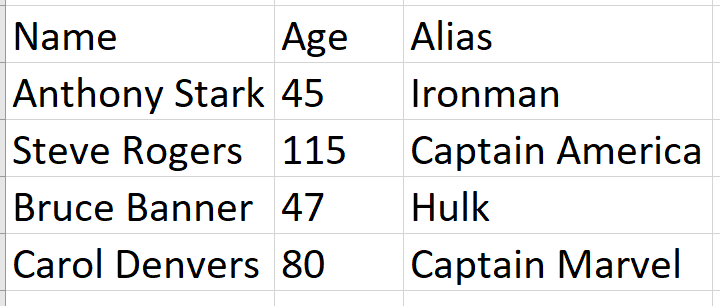 Name Age Alias
Anthony Stark 45 Ironman
Steve Rogers 115 Captain America
Bruce Banner 47 Hulk
Carol Denvers 80 Captain Marvel